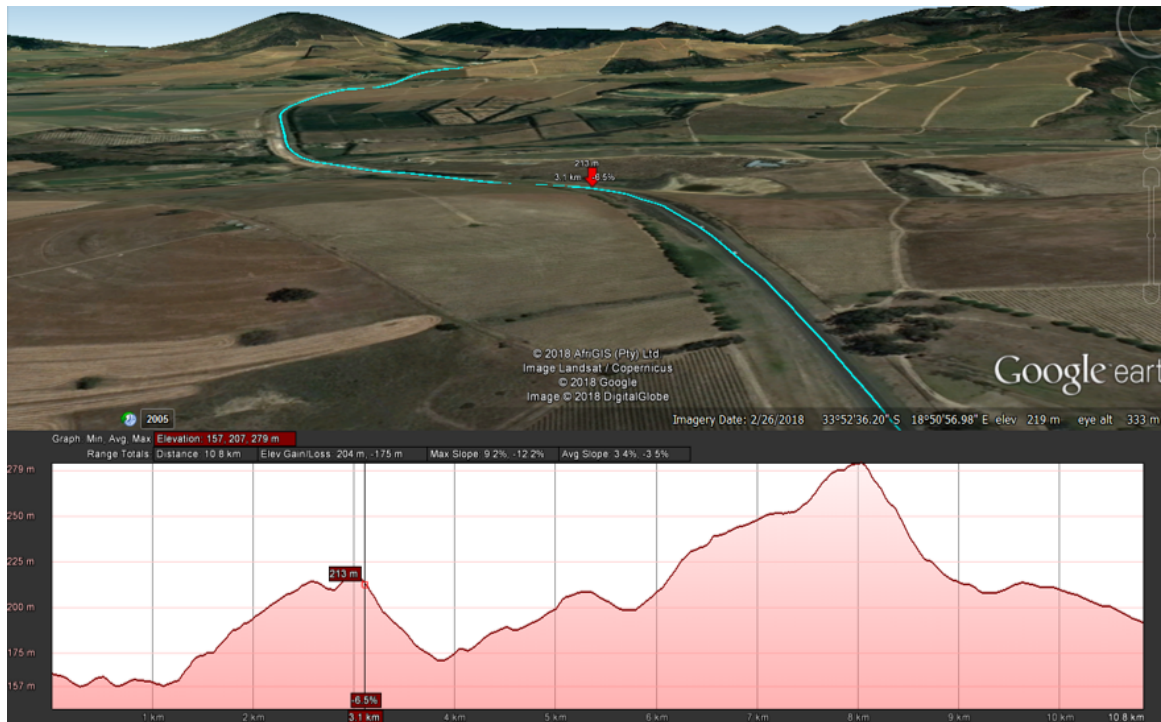 213 m
3.1 km -6.5%
© 2018 AfriGIS (Pty) Ltd
Image Landsat / Copernicus
© 2018 Google
Image © 2018 DigitalGlobe
Google eart
2005
Imagery Date: 2/26/2018 33°52'36.20" S 18°50'56.98" E elev 219 m eye alt 333 m
Graph: Min, Avg, Max Elevation: 157, 207, 279 m
Range Totals: Distance: 10.8 km Elev Gain/Loss: 204 m, -175 m Max Slope: 9.2%, -12.2% Avg Slope: 3.4%, -3.5%
279 m
250 m
225 m
213 m
200 m
175 m
157 m
-6.5%
1 km 2 km 3.1 km 4 km 5 km 6 km 7 km 8 km 9 km 10 km 10.8 km